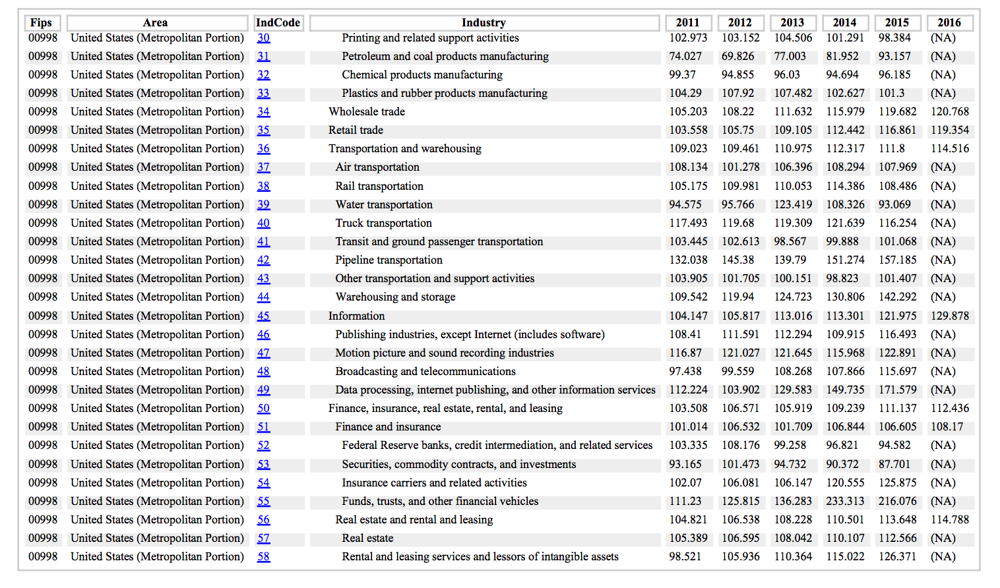 Fips Area IndCode Industry 2011 2012 2013 2014 2015 2016
00998 United States (Metropolitan Portion) 30 Printing and related support activities 102.973 103.152 104.506 101.291 98.384 (NA)
00998 United States (Metropolitan Portion) 31 Petroleum and coal products manufacturing 74.027 69.826 77.003 81.952 93.157 (NA)
00998 United States (Metropolitan Portion) 32 Chemical products manufacturing 99.37 94.855 96.03 94.694 96.185 (NA)
00998 United States (Metropolitan Portion) 33 Plastics and rubber products manufacturing 104.29 107.92 107.482 102.627 101.3 (NA)
00998 United States (Metropolitan Portion) 34 Wholesale trade 105.203 108.22 111.632 115.979 119.682 120.768
00998 United States (Metropolitan Portion) 35 Retail trade 103.558 105.75 109.105 112.442 116.861 119.354
00998 United States (Metropolitan Portion) 36 Transportation and warehousing 109.023 109.461 110.975 112.317 111.8 114.516
00998 United States (Metropolitan Portion) 37 Air transportation 108.134 101.278 106.396 108.294 107.969 (NA)
00998 United States (Metropolitan Portion) 38 Rail transportation 105.175 109.981 110.053 114.386 108.486 (NA)
00998 United States (Metropolitan Portion) 39 Water transportation 94.575 95.766 123.419 108.326 93.069 (NA)
00998 United States (Metropolitan Portion) 40 Truck transportation 117.493 119.68 119.309 121.639 116.254 (NA)
00998 United States (Metropolitan Portion) 41 Transit and ground passenger transportation 103.445 102.613 98.567 99.888 101.068 (NA)
00998 United States (Metropolitan Portion) 42 Pipeline transportation 132.038 145.38 139.79 151.274 157.185 (NA)
00998 United States (Metropolitan Portion) 43 Other transportation and support activities 103.905 101.705 100.151 98.823 101.407 (NA)
00998 United States (Metropolitan Portion) 44 Warehousing and storage 109.542 119.94 124.723 130.806 142.292 (NA)
00998 United States (Metropolitan Portion) 45 Information 104.147 105.817 113.016 113.301 121.975 129.878
00998 United States (Metropolitan Portion) 46 Publishing industries, except Internet (includes software) 108.41 111.591 112.294 109.915 116.493 (NA)
00998 United States (Metropolitan Portion) 47 Motion picture and sound recording industries 116.87 121.027 121.645 115.968 122.891 (NA)
00998 United States (Metropolitan Portion) 48 Broadcasting and telecommunications 97.438 99.559 108.268 107.866 115.697 (NA)
00998 United States (Metropolitan Portion) 49 Data processing, internet publishing, and other information services 112.224 103.902 129.583 149.735 171.579 (NA)
00998 United States (Metropolitan Portion) 50 Finance, insurance, real estate, rental, and leasing 103.508 106.571 105.919 109.239 111.137 112.436
00998 United States (Metropolitan Portion) 51 Finance and insurance 101.014 106.532 101.709 106.844 106.605 108.17
00998 United States (Metropolitan Portion) 52 Federal Reserve banks, credit intermediation, and related services 103.335 108.176 99.258 96.821 94.582 (NA)
00998 United States (Metropolitan Portion) 53 Securities, commodity contracts, and investments 93.165 101.473 94.732 90.372 87.701 (NA)
00998 United States (Metropolitan Portion) 54 Insurance carriers and related activities 102.07 106.081 106.147 120.555 125.875 (NA)
00998 United States (Metropolitan Portion) 55 Funds, trusts, and other financial vehicles 111.23 125.815 136.283 233.313 216.076 (NA)
00998 United States (Metropolitan Portion) 56 Real estate and rental and leasing 104.821 106.538 108.228 110.501 113.648 114.788
00998 United States (Metropolitan Portion) 57 Real estate 105.389 106.595 108.042 110.107 112.566 (NA)
00998 United States (Metropolitan Portion) 58 Rental and leasing services and lessors of intangible assets 98.521 105.936 110.364 115.022 126.371 (NA)